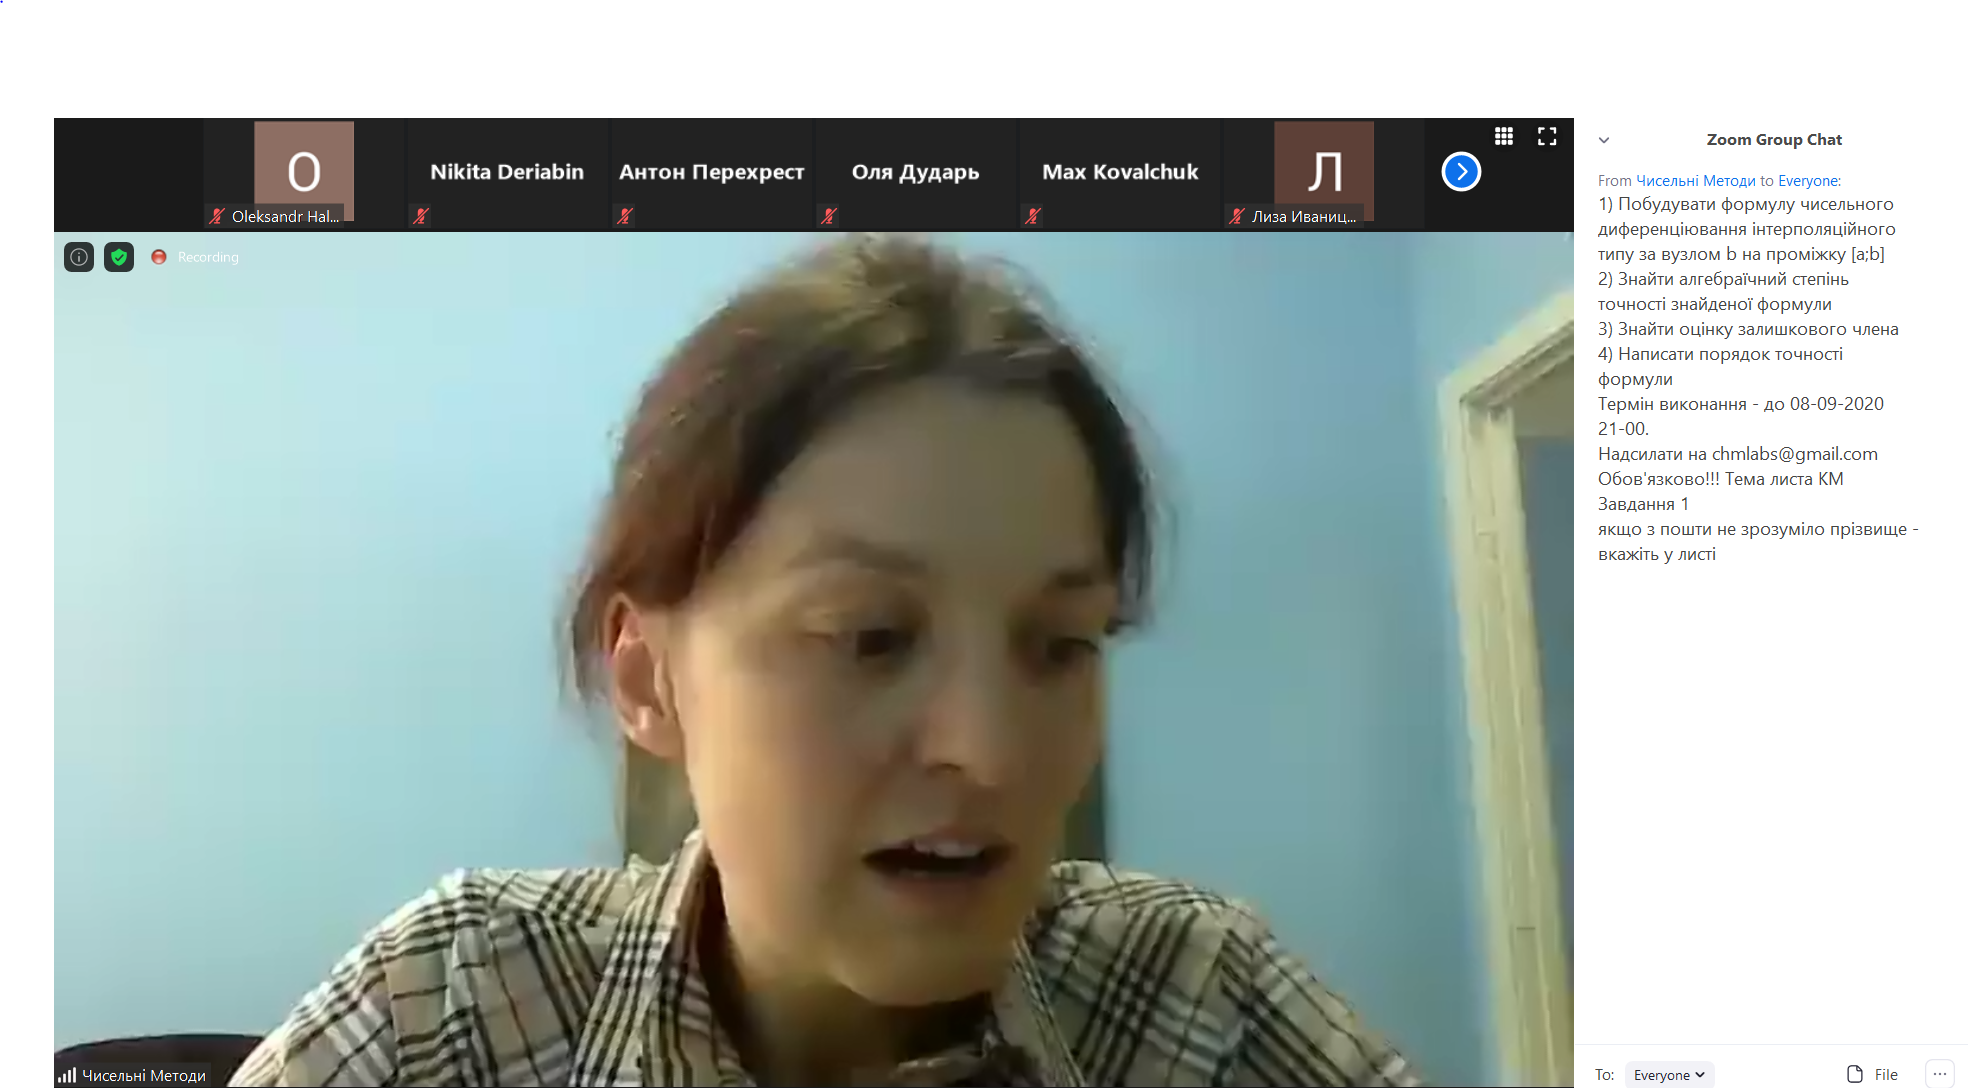 О
Л
Nikita Deriabin
Антон Перехрест
Оля Дударь
Max Kovalchuk
Oleksandr Hal...
Лиза Иваниц...
Recording
Чисельні Методи
Zoom Group Chat
From Чисельні Методи to Everyone:
1) Побудувати формулу чисельного
диференціювання інтерполяційного
типу за вузлом b на проміжку [a;b]
2) Знайти алгебраїчний степінь
точності знайденої формули
3) Знайти оцінку залишкового члена
4) Написати порядок точності
формули
Термін виконання - до 08-09-2020
21-00.
Надсилати на chmlabs@gmail.com
Обов'язково!!! Тема листа КМ
Завдання 1
якщо з пошти не зрозуміло прізвище -
вкажіть у листі
To: Everyone
File